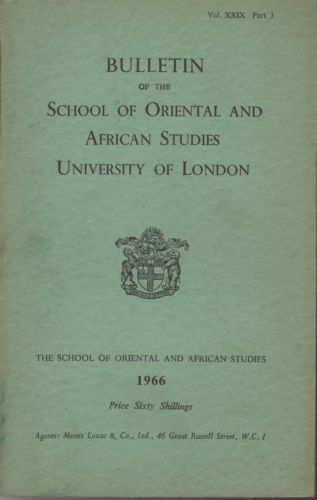 Vol. XXIX Part 3
BULLETIN
OF THE
SCHOOL OF ORIENTAL AND
AFRICAN STUDIES
UNIVERSITY OF LONDON
THE SCHOOL OF ORIENTAL AND AFRICAN STUDIES
1966
Price Sixty Shillings
Agents: Messrs Luzac & Co., Ltd., 46 Great Russell Street, W.C. 1